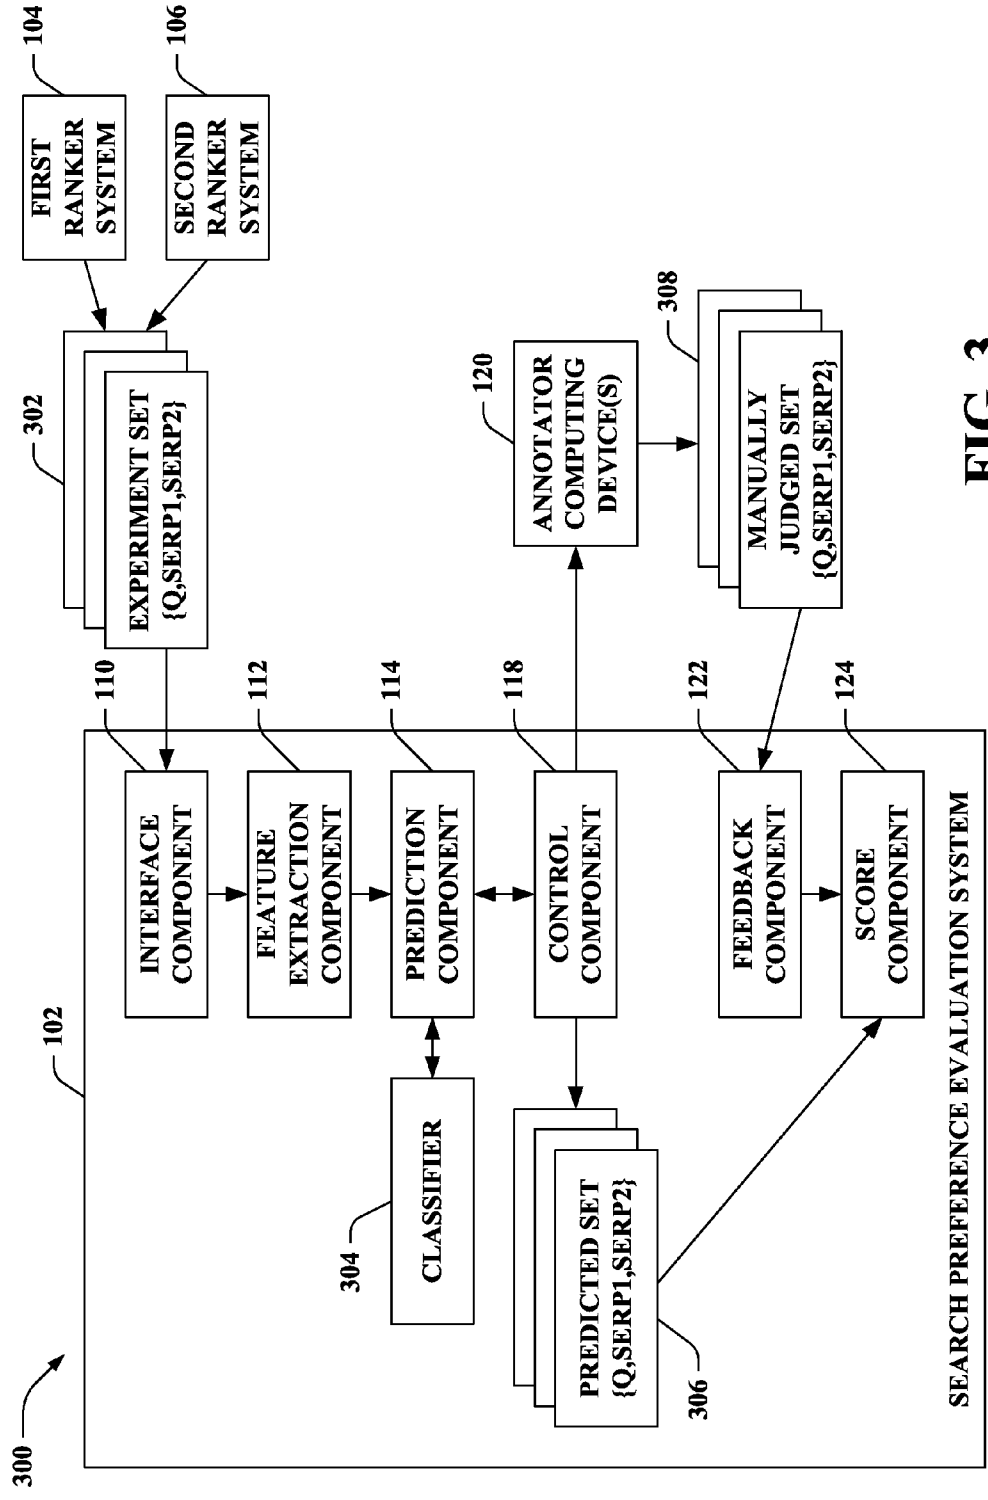 300
102
SEARCH PREFERENCE EVALUATION SYSTEM
304
CLASSIFIER
306
PREDICTED SET
{Q,SERP1,SERP2}
110
INTERFACE
COMPONENT
112
FEATURE
EXTRACTION
COMPONENT
114
PREDICTION
COMPONENT
118
CONTROL
COMPONENT
122
FEEDBACK
COMPONENT
124
SCORE
COMPONENT
302
EXPERIMENT SET
{Q,SERP1,SERP2}
120
ANNOTATOR
COMPUTING
DEVICE(S)
308
MANUALLY
JUDGED SET
{Q,SERP1,SERP2}
104
FIRST
RANKER
SYSTEM
106
SECOND
RANKER
SYSTEM
FIG. 3